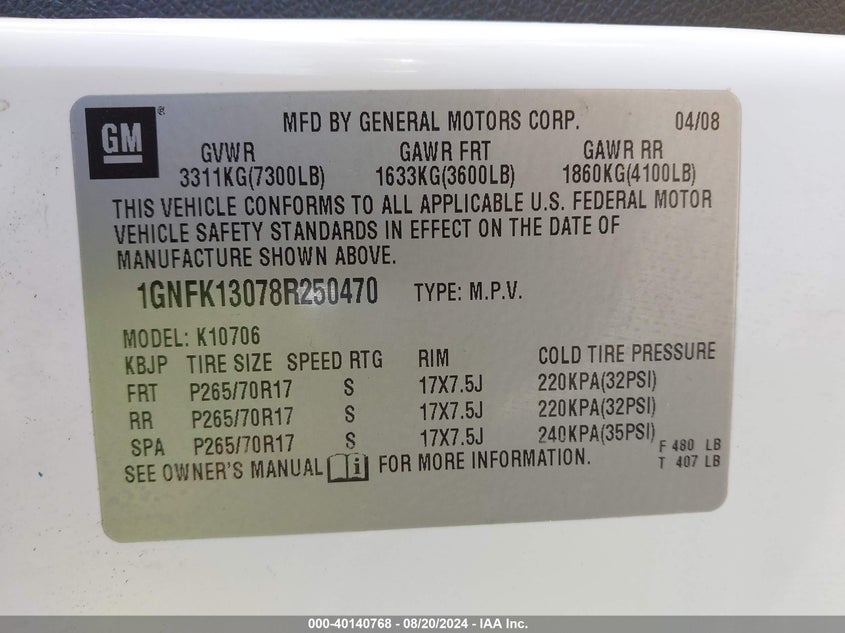 GM
MFD BY GENERAL MOTORS CORP. 04/08
GVWR GAWR FRT GAWR RR
3311KG(7300LB) 1633KG(3600LB) 1860KG(4100LB)
THIS VEHICLE CONFORMS TO ALL APPLICABLE U.S. FEDERAL MOTOR
VEHICLE SAFETY STANDARDS IN EFFECT ON THE DATE OF
MANUFACTURE SHOWN ABOVE.
1GNFK13078R250470 TYPE: M.P.V.
MODEL: K10706
KBJP TIRE SIZE SPEED RTG RIM COLD TIRE PRESSURE
FRT P265/70R17 S 17X7.5J 220KPA(32PSI)
RR P265/70R17 S 17X7.5J 220KPA(32PSI)
SPA P265/70R17 S 17X7.5J 240KPA(35PSI) F 480 LB
SEE OWNER'S MANUAL i FOR MORE INFORMATION. T 407 LB
000-40140768 - 08/20/2024 - IAA Inc.